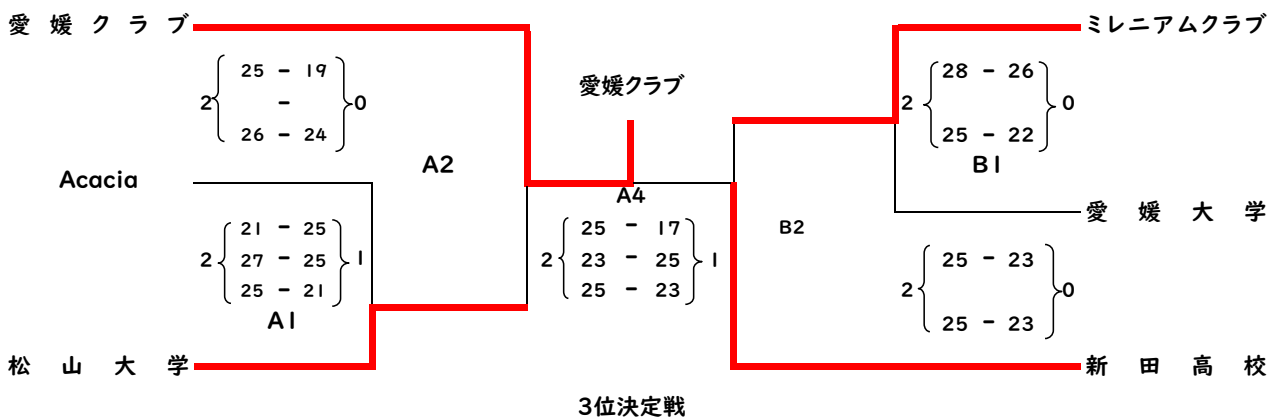 愛媛クラブ
ミレニアムクラブ
2 25 - 19 0
-
26 - 24
愛媛クラブ
2 28 - 26 0
25 - 22
B1
A2
Acacia
A4
愛媛大学
2 21 - 25 1
27 - 25
25 - 21
A1
2 25 - 17 1
23 - 25
25 - 23
B2
2 25 - 23 0
25 - 23
松山大学
新田高校
3位決定戦